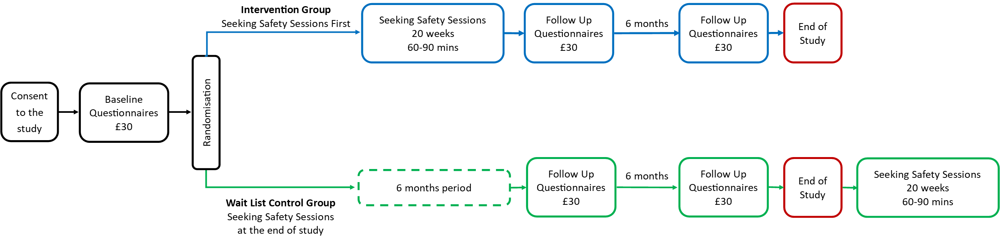 Consent
to the
study
Baseline
Questionnaires
£30
Randomisation
Intervention Group
Seeking Safety Sessions First
Seeking Safety Sessions
20 weeks
60-90 mins
Follow Up
Questionnaires
£30
6 months
Follow Up
Questionnaires
£30
End of
Study
Wait List Control Group
Seeking Safety Sessions
at the end of study
6 months period
Follow Up
Questionnaires
£30
6 months
Follow Up
Questionnaires
£30
End of
Study
Seeking Safety Sessions
20 weeks
60-90 mins